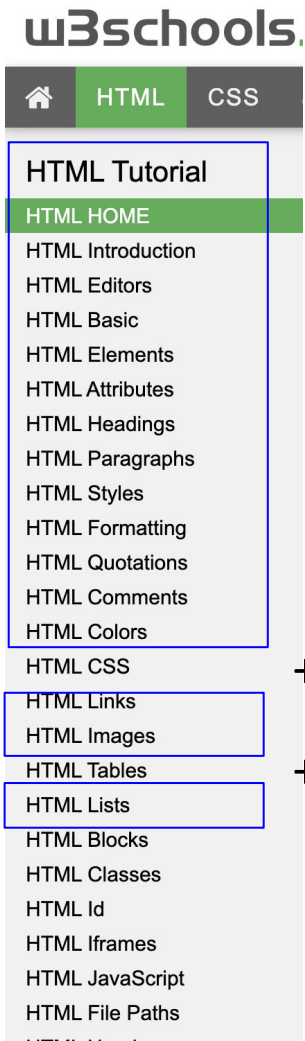 w3schools.
HTML CSS
HTML Tutorial
HTML HOME
HTML Introduction
HTML Editors
HTML Basic
HTML Elements
HTML Attributes
HTML Headings
HTML Paragraphs
HTML Styles
HTML Formatting
HTML Quotations
HTML Comments
HTML Colors
HTML CSS
HTML Links
HTML Images
HTML Tables
HTML Lists
HTML Blocks
HTML Classes
HTML Id
HTML Iframes
HTML JavaScript
HTML File Paths